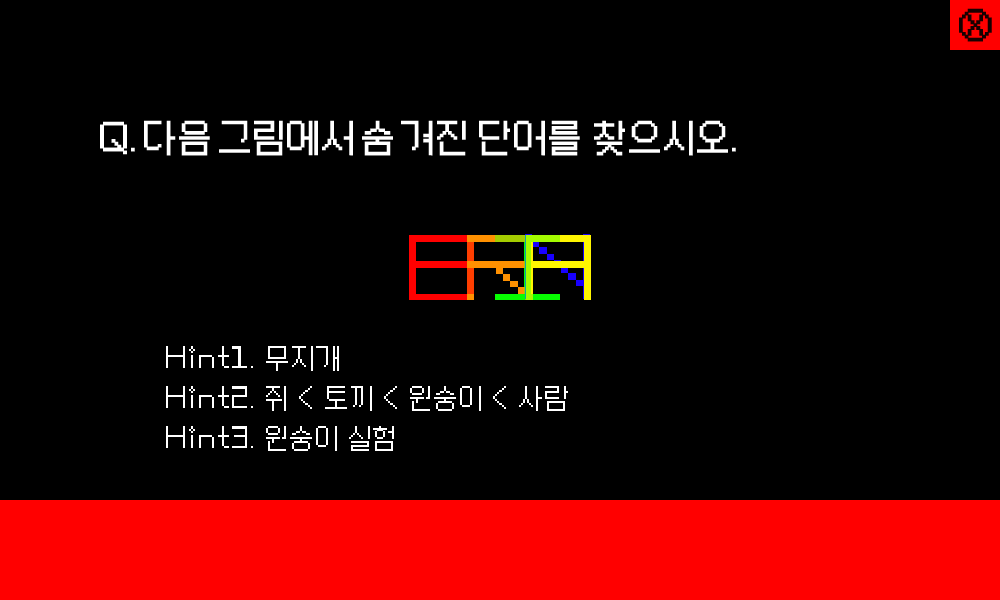 Q. 다음 그림에서 숨겨진 단어를 찾으시오.
Hint1. 무지개
Hint2. 쥐 < 토끼 < 원숭이 < 사람
Hint3. 원숭이 실험